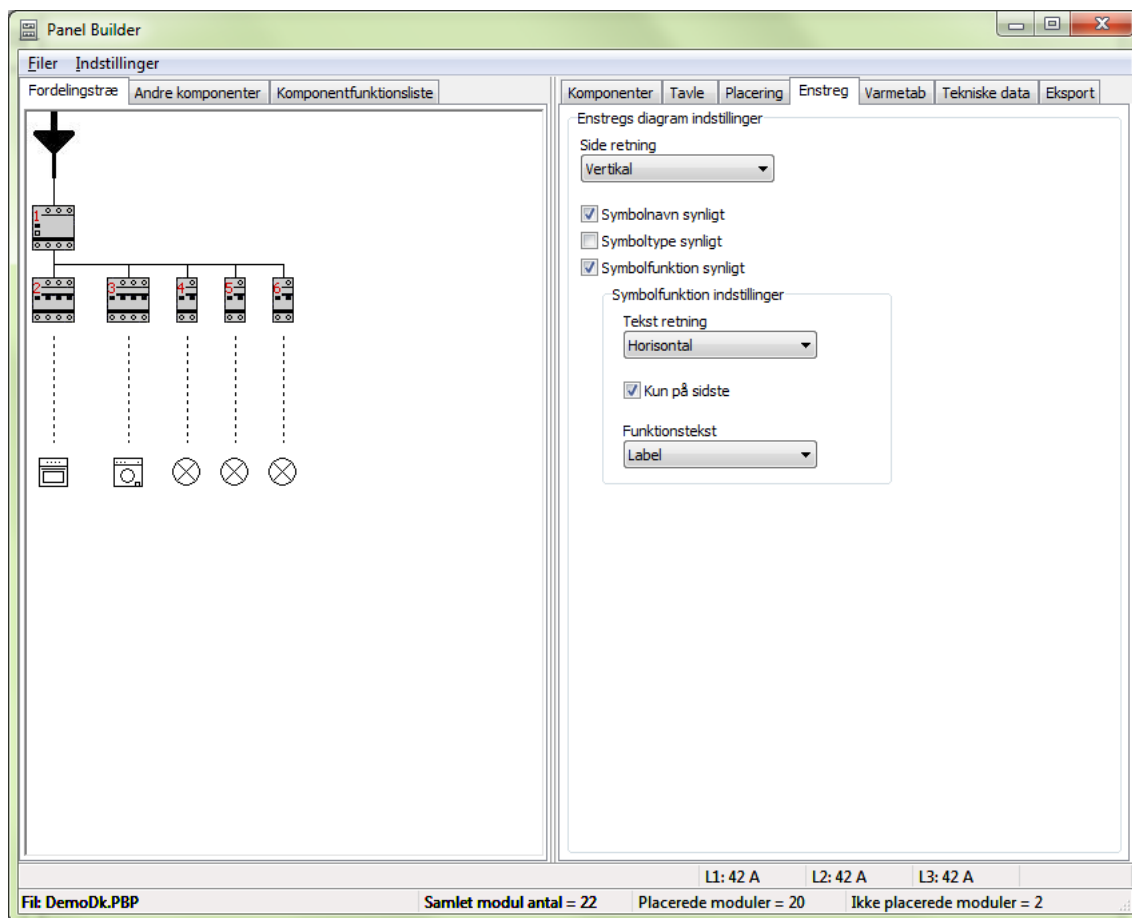 Panel Builder
Filer Indstillinger
Fordelingstræ Andre komponenter Komponentfunktionsliste
1
2 3 4 5 6
Komponenter Tavle Placering Enstreg Varmetab Tekniske data Eksport
Enstregs diagram indstillinger
Side retning
Vertikal
Symbolnavn synligt
Symboltype synligt
Symbolfunktion synligt
Symbolfunktion indstillinger
Tekst retning
Horisontal
Kun på sidste
Funktionstekst
Label
L1: 42 A L2: 42 A L3: 42 A
Fil: DemoDk.PBP Samlet modul antal = 22 Placerede moduler = 20 Ikke placerede moduler = 2